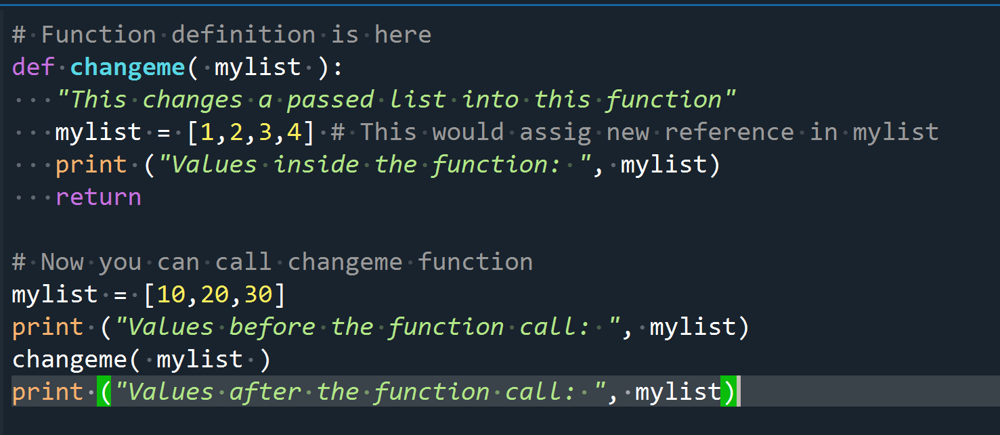 # Function definition is here
def changeme( mylist ):
   "This changes a passed list into this function"
   mylist = [1,2,3,4] # This would assig new reference in mylist
   print ("Values inside the function: ", mylist)
   return

# Now you can call changeme function
mylist = [10,20,30]
print ("Values before the function call: ", mylist)
changeme( mylist )
print ("Values after the function call: ", mylist)